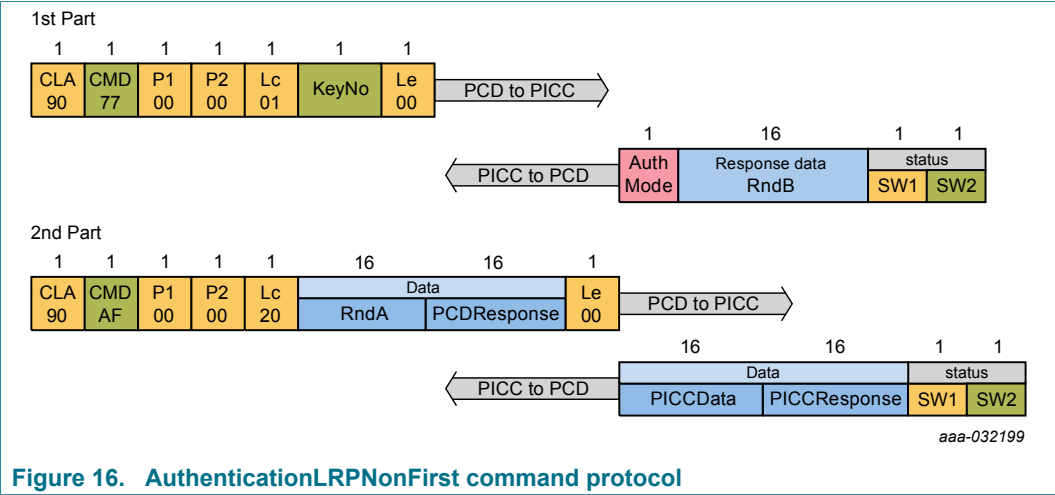 1st Part
1 1 1 1 1 1 1
CLA CMD P1 P2 Lc KeyNo Le
90 77 00 00 01 00
PCD to PICC
1 16 1 1
Auth Response data status
Mode RndB SW1 SW2
PICC to PCD
2nd Part
1 1 1 1 1 16 16 1
CLA CMD P1 P2 Lc Data Le
90 AF 00 00 20 RndA PCDResponse 00
PCD to PICC
16 16 1 1
Data status
PICCData PICCResponse SW1 SW2
PICC to PCD
aaa-032199
Figure 16. AuthenticationLRPNonFirst command protocol